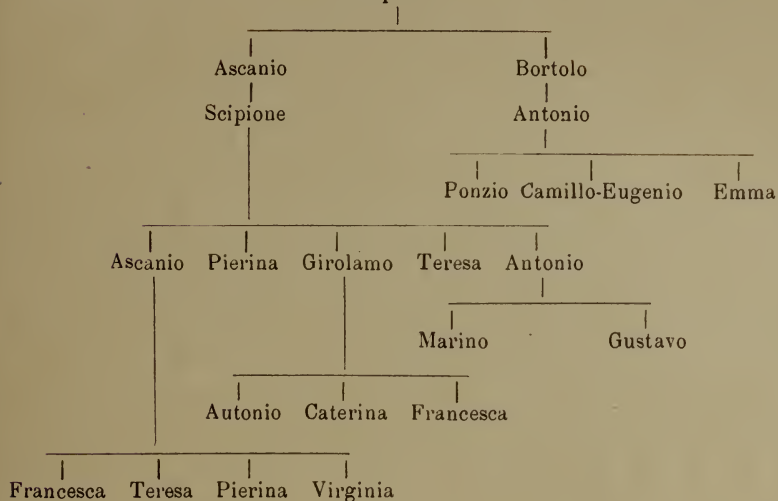 Ascanio Bortolo
Scipione Antonio
Ponzio Camillo-Eugenio Emma
Ascanio Pierina Girolamo Teresa Antonio
Marino Gustavo
Autonio Caterina Francesca
Francesca Teresa Pierina Virginia